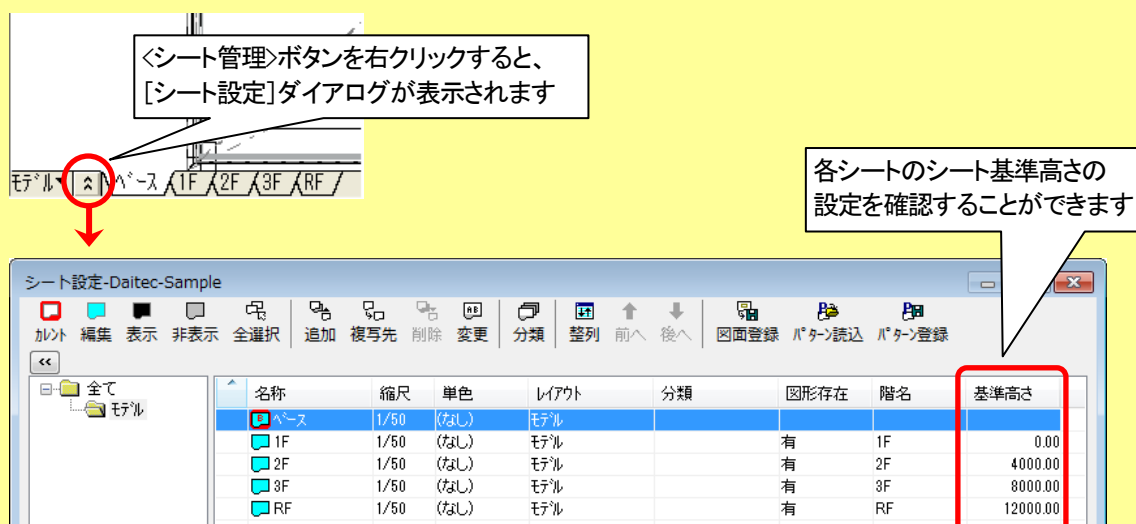 <シート管理>ボタンを右クリックすると、
[シート設定]ダイアログが表示されます
ﾓﾃﾞﾙ ﾍﾞｰｽ 1F 2F 3F RF
各シートのシート基準高さの
設定を確認することができます
シート設定-Daitec-Sample
ｶﾚﾝﾄ 編集 表示 非表示 全選択 追加 複写先 削除 変更 分類 整列 前へ 後へ 図面登録 ﾊﾟﾀｰﾝ読込 ﾊﾟﾀｰﾝ登録
<<
全て
ﾓﾃﾞﾙ
名称 縮尺 単色 ﾚｲｱｳﾄ 分類 図形存在 階名 基準高さ
ﾍﾞｰｽ 1/50 (なし) ﾓﾃﾞﾙ
1F 1/50 (なし) ﾓﾃﾞﾙ 有 1F 0.00
2F 1/50 (なし) ﾓﾃﾞﾙ 有 2F 4000.00
3F 1/50 (なし) ﾓﾃﾞﾙ 有 3F 8000.00
RF 1/50 (なし) ﾓﾃﾞﾙ 有 RF 12000.00